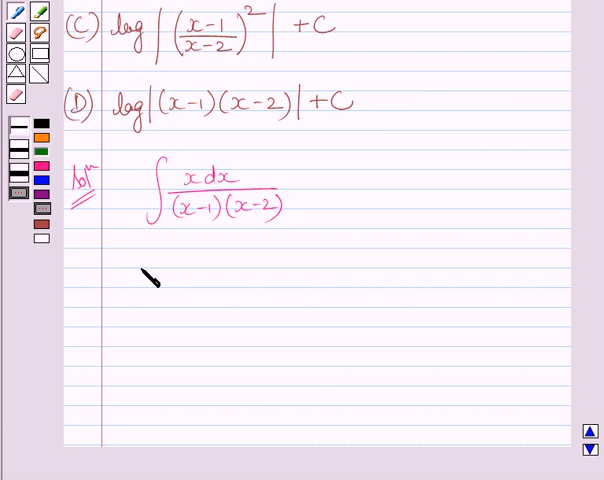 (C) log |(x-1/x-2)²| + C
(D) log |(x-1)(x-2)| + C
Solⁿ ∫ x dx/(x-1)(x-2)